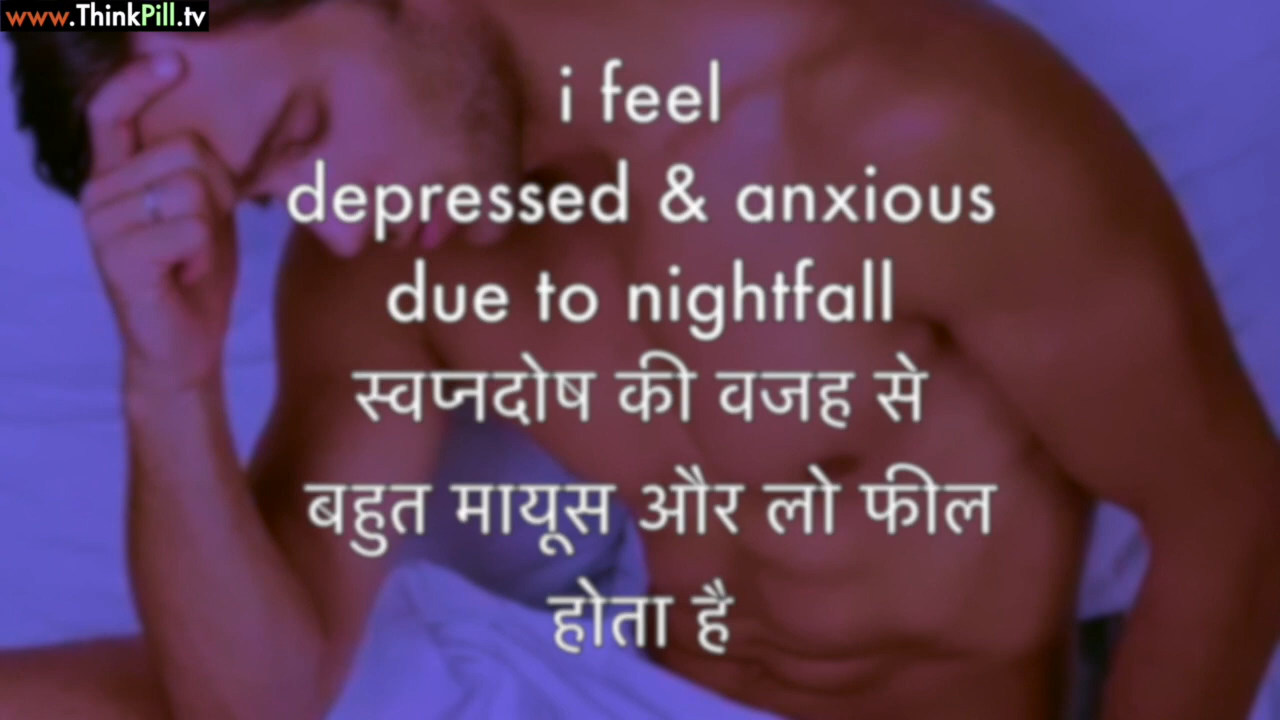 www.ThinkPill.tv
i feel
depressed & anxious
due to nightfall
स्वप्नदोष की वजह से
बहुत मायूस और लो फील
होता है